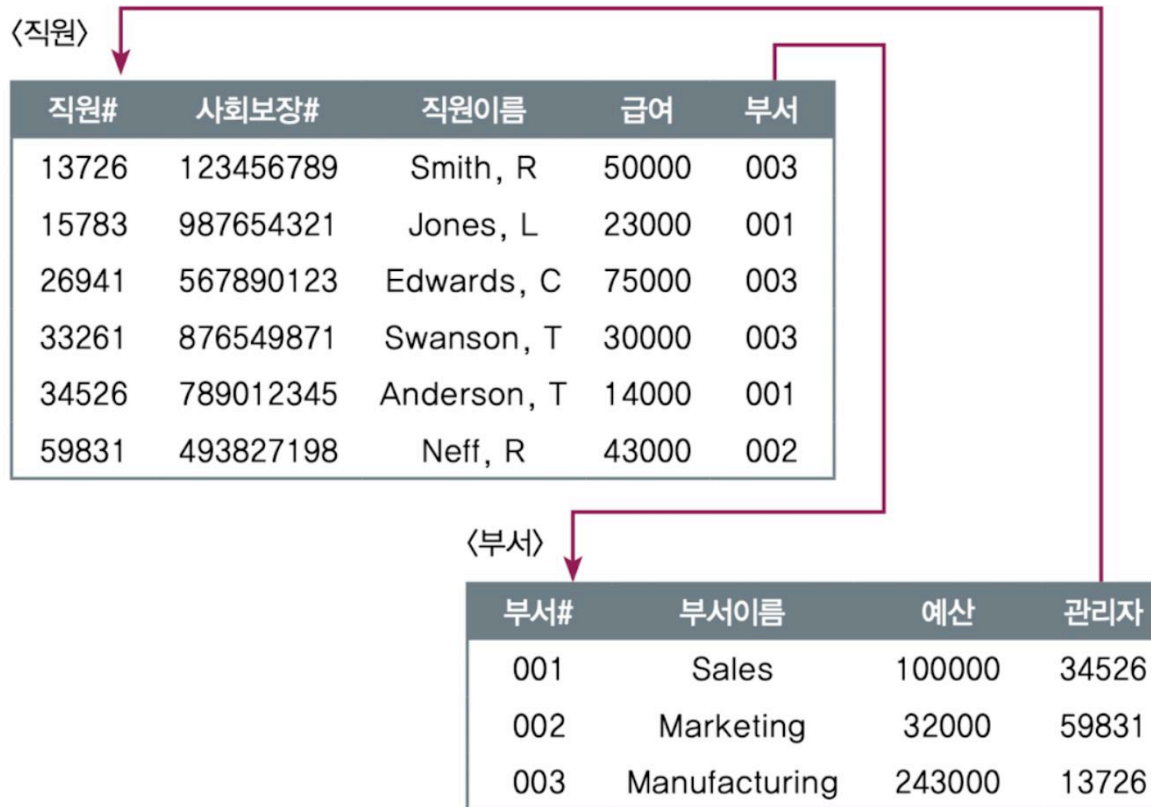 〈직원〉
직원# 사회보장# 직원이름 급여 부서
13726 123456789 Smith, R 50000 003
15783 987654321 Jones, L 23000 001
26941 567890123 Edwards, C 75000 003
33261 876549871 Swanson, T 30000 003
34526 789012345 Anderson, T 14000 001
59831 493827198 Neff, R 43000 002
〈부서〉
부서# 부서이름 예산 관리자
001 Sales 100000 34526
002 Marketing 32000 59831
003 Manufacturing 243000 13726